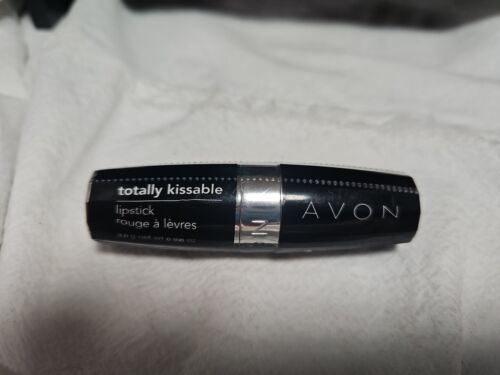 totally kissable
lipstick
rouge à lèvres
AVON